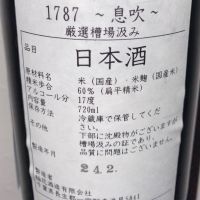 1787 ～息吹～
厳選槽場汲み
品目
日本酒
原材料名
米（国産）・米麹（国産米）
精米歩合
60％（扁平精米）
アルコール分
17度
内容量
720ml
その他
冷蔵庫で保管してくだ
さい。
下部に沈殿物がございますが
槽場汲みの証であり、
品質に問題はございません。
製造年月
24.2.